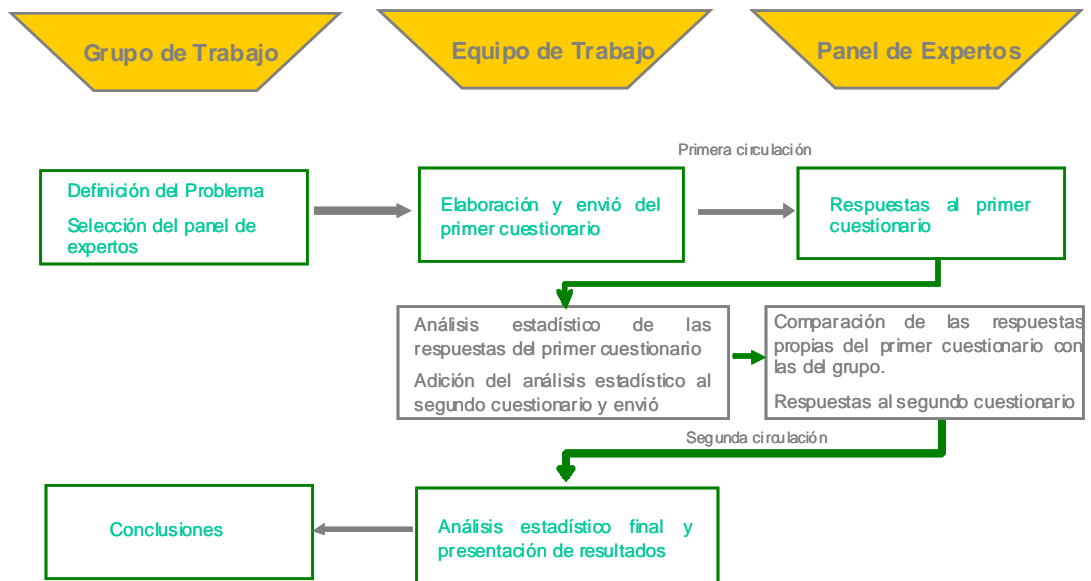 Grupo de Trabajo
Equipo de Trabajo
Panel de Expertos
Primera circulación
Definición del Problema
Selección del panel de
expertos
Elaboración y envió del
primer cuestionario
Respuestas al primer
cuestionario
Análisis estadístico de las
respuestas del primer cuestionario
Adición del análisis estadístico al
segundo cuestionario y envió
Comparación de las respuestas
propias del primer cuestionario con
las del grupo.
Respuestas al segundo cuestionario
Segunda circulación
Conclusiones
Análisis estadístico final y
presentación de resultados